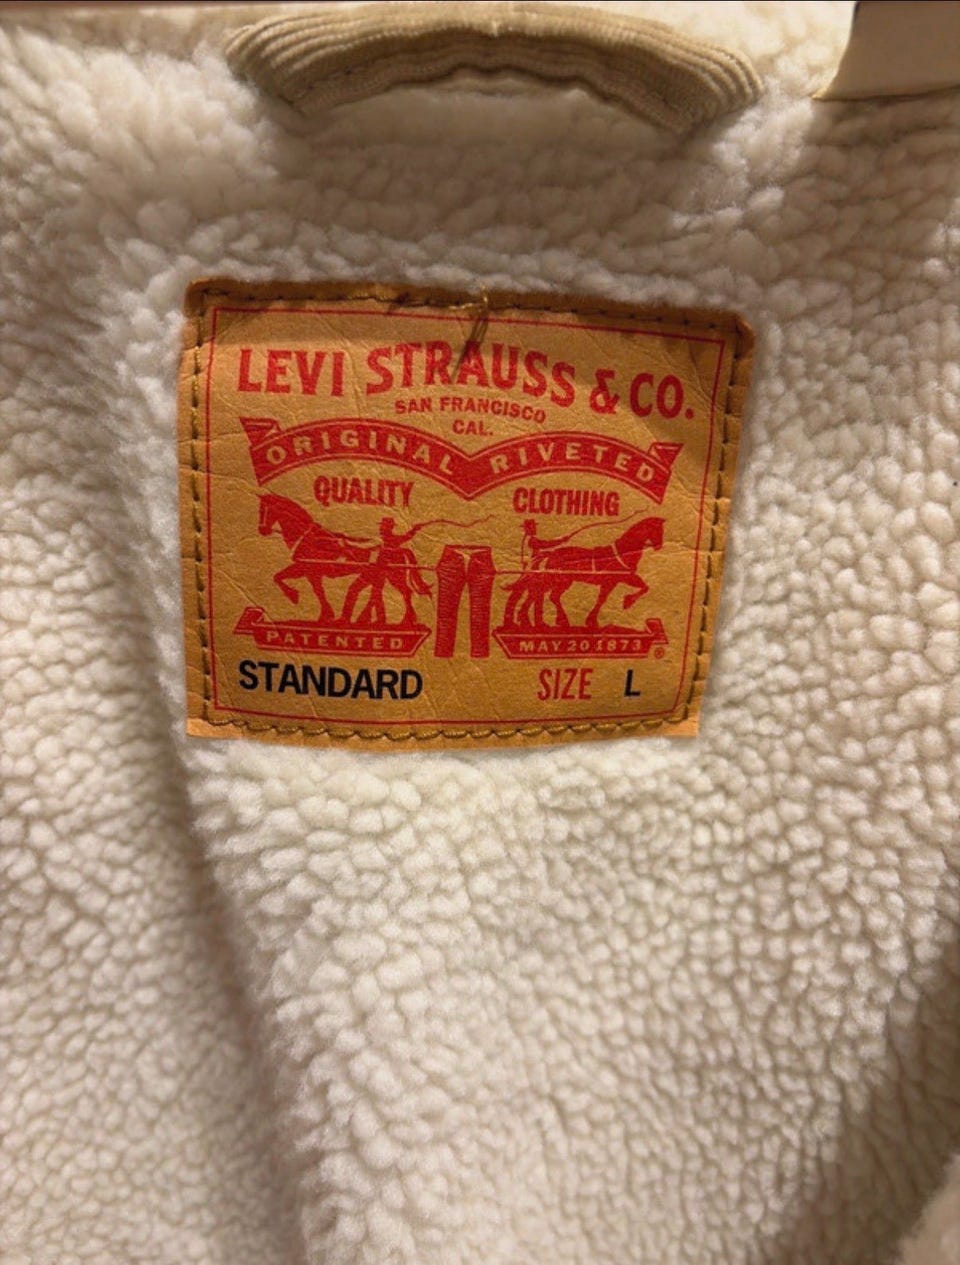 LEVI STRAUSS & CO.
SAN FRANCISCO
CAL.
ORIGINAL RIVETED
QUALITY CLOTHING
PATENTED MAY 20 1873 ®
STANDARD SIZE L